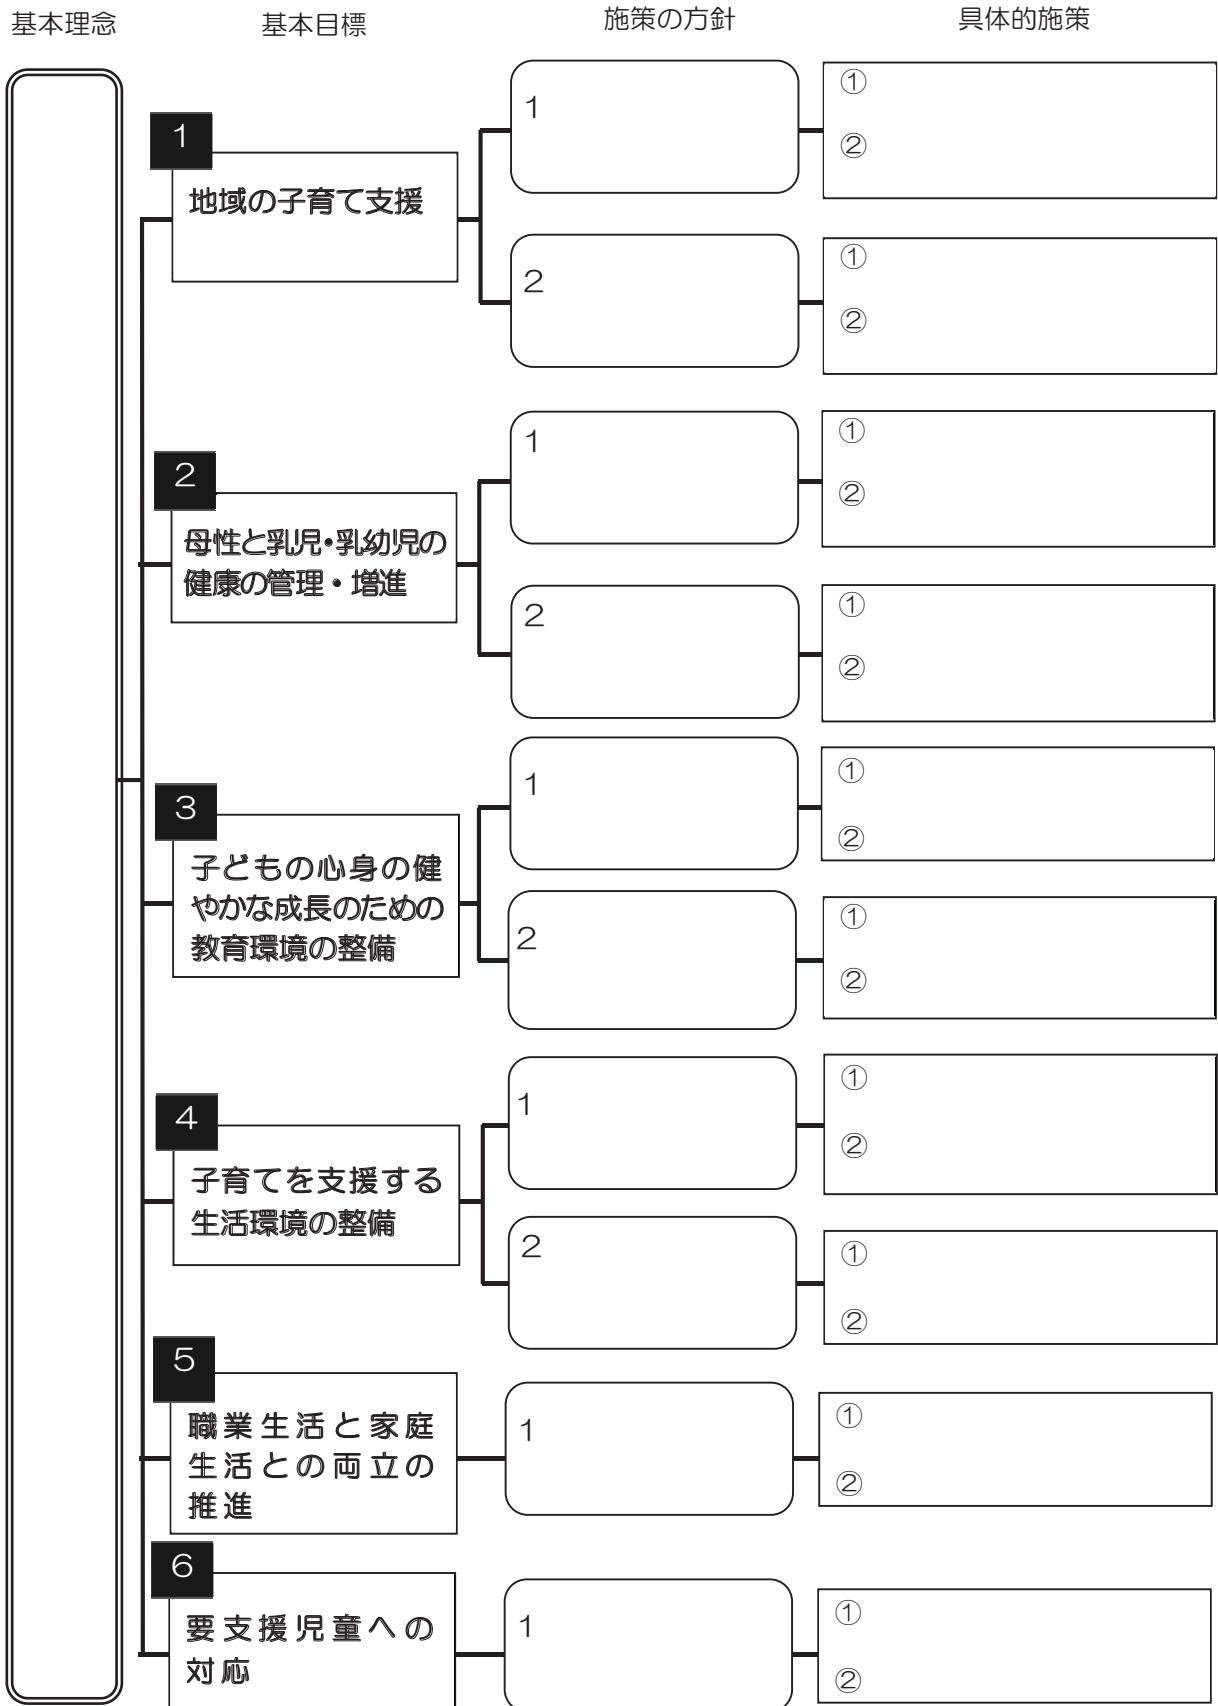 基本理念 基本目標 施策の方針 具体的施策
1
地域の子育て支援
1
①
②
2
①
②
2
母性と乳児・乳幼児の
健康の管理・増進
1
①
②
2
①
②
3
子どもの心身の健
やかな成長のための
教育環境の整備
1
①
②
2
①
②
4
子育てを支援する
生活環境の整備
1
①
②
2
①
②
5
職業生活と家庭
生活との両立の
推進
1
①
②
6
要支援児童への
対応
1
①
②